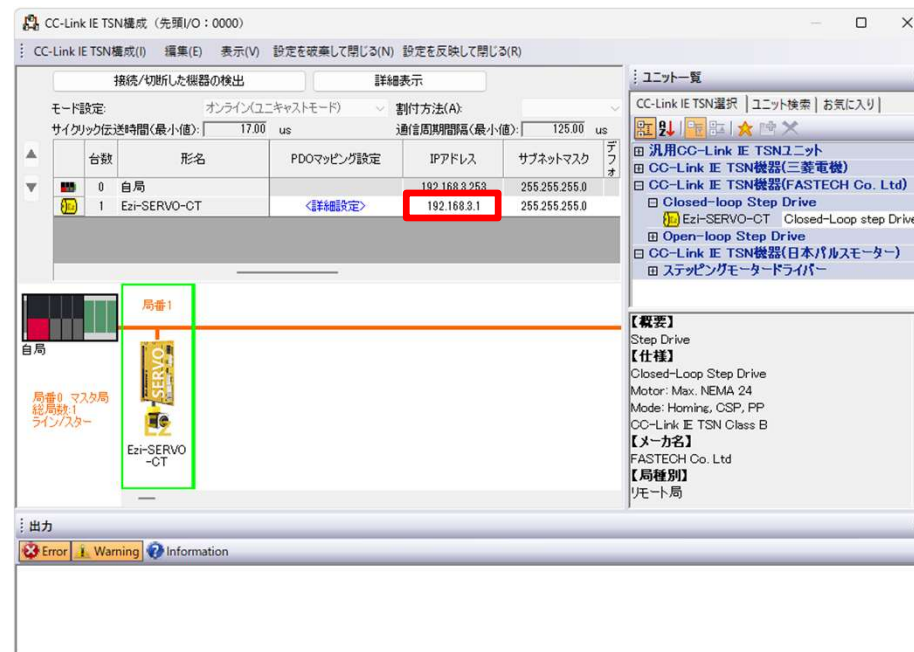 CC-Link IE TSN構成（先頭I/O：0000）
CC-Link IE TSN構成(I) 編集(E) 表示(V) 設定を破棄して閉じる(N) 設定を反映して閉じる(R)
接続/切断した機器の検出 詳細表示
モード設定: オンライン(ユニキャストモード) 割付方法(A):
サイクリック伝送時間(最小値): 17.00 us 通信周期間隔(最小値): 125.00 us
台数 形名 PDOマッピング設定 IPアドレス サブネットマスク デフォ
0 自局 192.168.3.253 255.255.255.0
1 Ezi-SERVO-CT <詳細設定> 192.168.3.1 255.255.255.0
局番1
自局
SERVO
EZ
局番0 マスタ局
総局数:1
ライン/スター
Ezi-SERVO
-CT
ユニット一覧
CC-Link IE TSN選択 ユニット検索 お気に入り
汎用CC-Link IE TSNユニット
CC-Link IE TSN機器(三菱電機)
CC-Link IE TSN機器(FASTECH Co. Ltd)
Closed-loop Step Drive
Ezi-SERVO-CT Closed-Loop step Drive
Open-loop Step Drive
CC-Link IE TSN機器(日本パルスモーター)
ステッピングモータードライバー
【概要】
Step Drive
【仕様】
Closed-Loop Step Drive
Motor: Max. NEMA 24
Mode: Homing, CSP, PP
CC-Link IE TSN Class B
【メーカ名】
FASTECH Co. Ltd
【局種別】
リモート局
出力
Error Warning Information